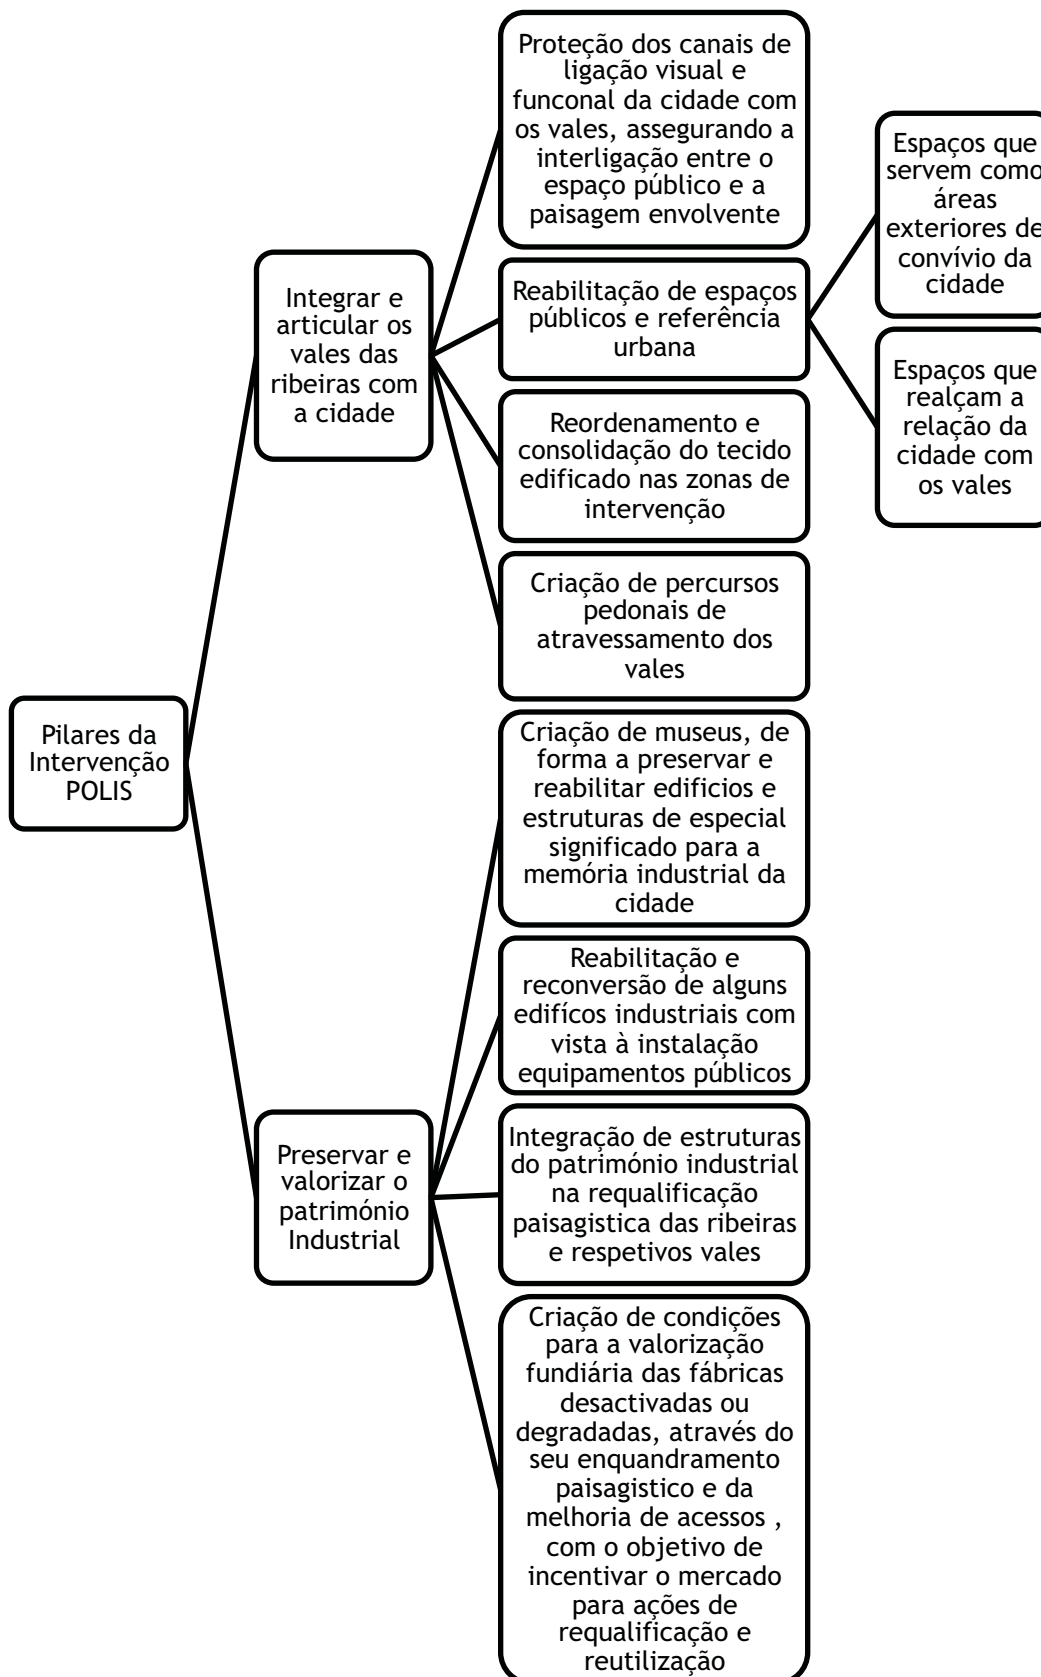 Pilares da
Intervenção
POLIS
Integrar e
articular os
vales das
ribeiras com
a cidade
Proteção dos canais de
ligação visual e
funconal da cidade com
os vales, assegurando a
interligação entre o
espaço público e a
paisagem envolvente
Reabilitação de espaços
públicos e referência
urbana
Espaços que
servem como
áreas
exteriores de
convívio da
cidade
Espaços que
realçam a
relação da
cidade com
os vales
Reordenamento e
consolidação do tecido
edificado nas zonas de
intervenção
Criação de percursos
pedonais de
atravessamento dos
vales
Preservar e
valorizar o
património
Industrial
Criação de museus, de
forma a preservar e
reabilitar edificios e
estruturas de especial
significado para a
memória industrial da
cidade
Reabilitação e
reconversão de alguns
edifícos industriais com
vista à instalação
equipamentos públicos
Integração de estruturas
do património industrial
na requalificação
paisagistica das ribeiras
e respetivos vales
Criação de condições
para a valorização
fundiária das fábricas
desactivadas ou
degradadas, através do
seu enquandramento
paisagistico e da
melhoria de acessos ,
com o objetivo de
incentivar o mercado
para ações de
requalificação e
reutilização